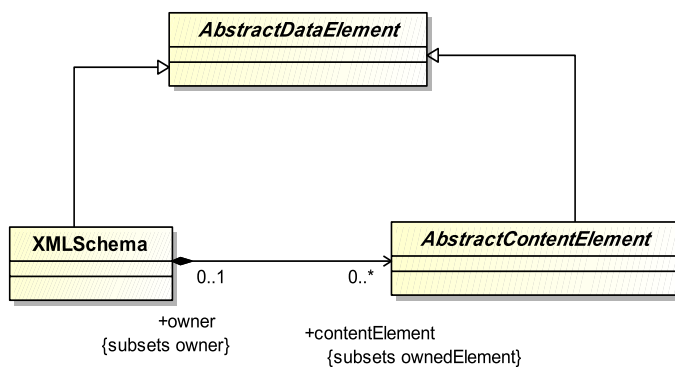 AbstractDataElement
XMLSchema
AbstractContentElement
0..1
0..*
+owner
{subsets owner}
+contentElement
{subsets ownedElement}